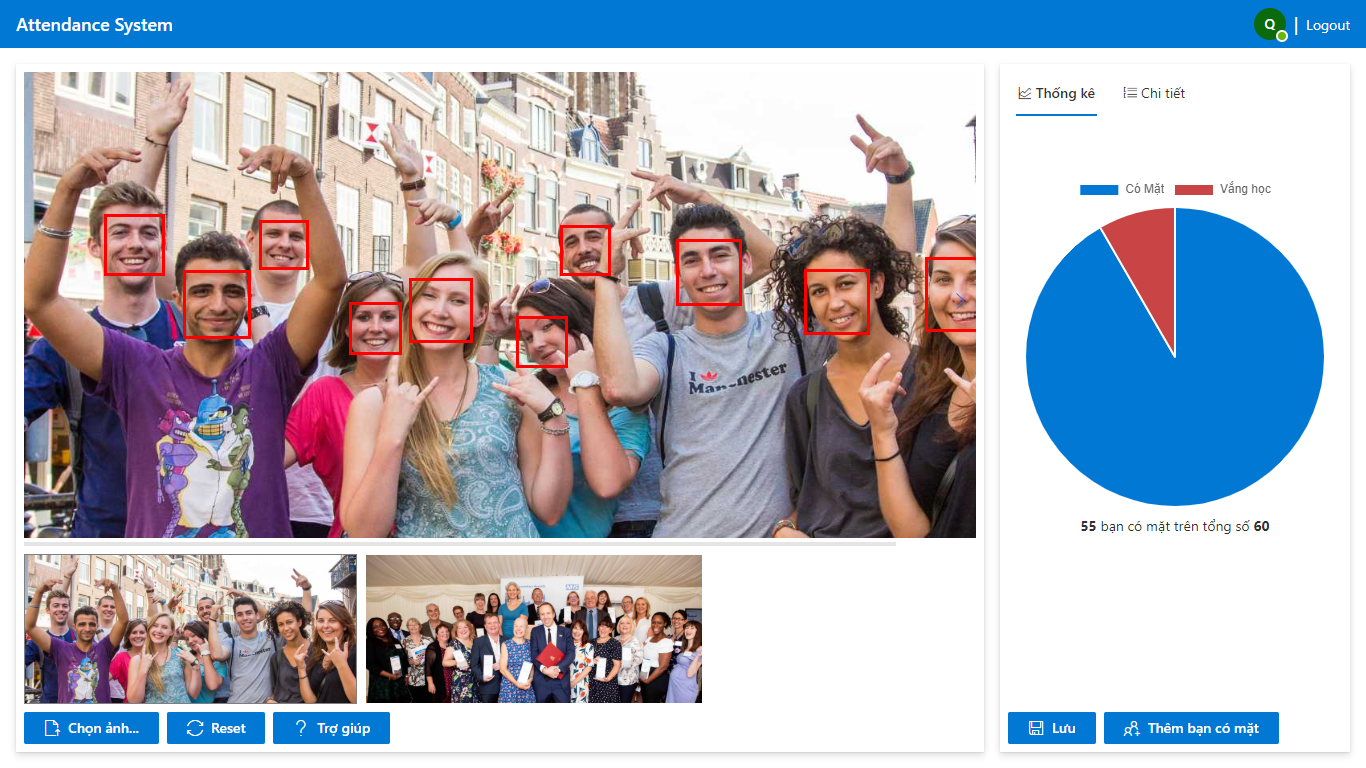 Attendance System
Q
Logout
Thống kê
Chi tiết
Có Mặt
Vắng học
I
Manchester
55 bạn có mặt trên tổng số 60
Chọn ảnh...
Reset
Trợ giúp
Lưu
Thêm bạn có mặt